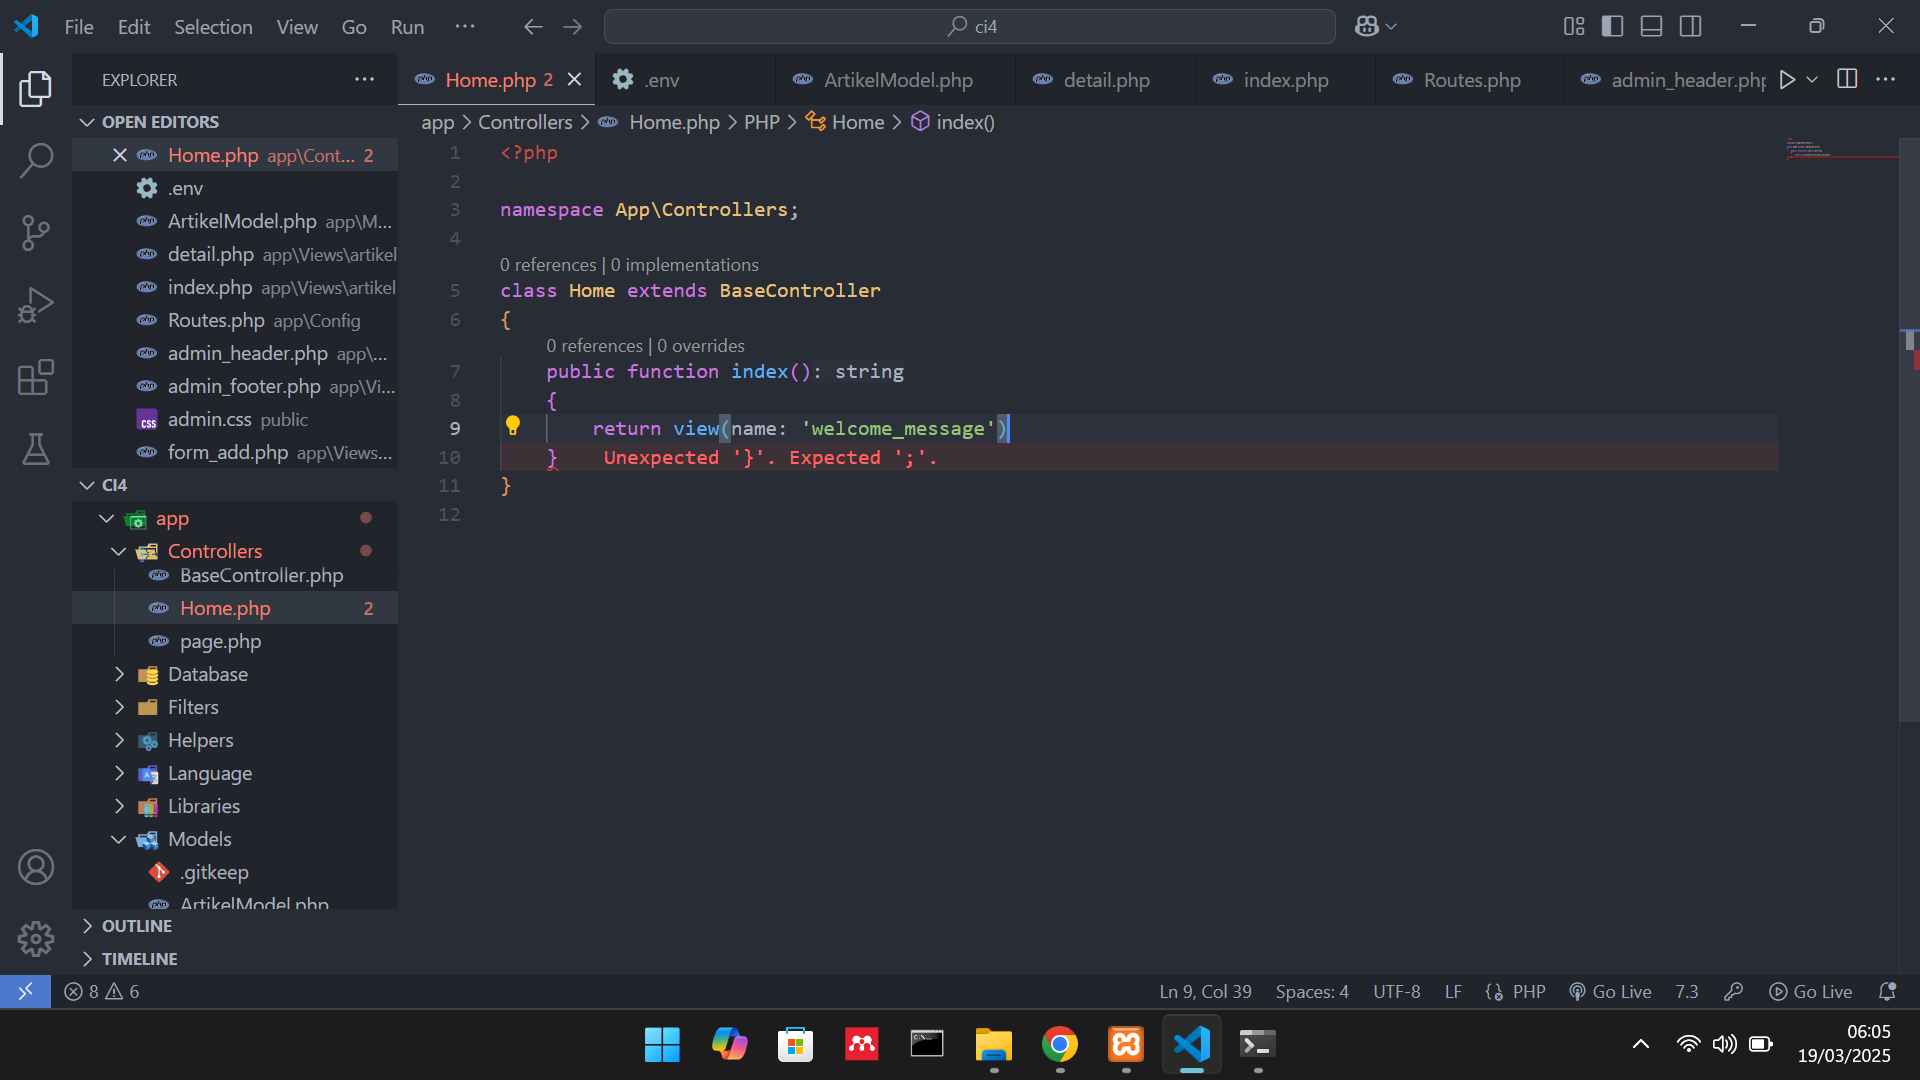 File Edit Selection View Go Run ··· ci4
EXPLORER ···
Home.php 2 .env ArtikelModel.php detail.php index.php Routes.php admin_header.php
app > Controllers > Home.php > PHP > Home > index()
OPEN EDITORS
Home.php app\Cont... 2
.env
ArtikelModel.php app\M...
detail.php app\Views\artikel
index.php app\Views\artikel
Routes.php app\Config
admin_header.php app\...
admin_footer.php app\Vi...
admin.css public
form_add.php app\Views...
CI4
app
Controllers
BaseController.php
Home.php 2
page.php
Database
Filters
Helpers
Language
Libraries
Models
.gitkeep
ArtikelModel.php
OUTLINE
TIMELINE
1 <?php
2
3 namespace App\Controllers;
4
0 references | 0 implementations
5 class Home extends BaseController
6 {
0 references | 0 overrides
7 public function index(): string
8 {
9 return view(name: 'welcome_message')
10 } Unexpected '}'. Expected ';'.
11 }
12
8 6 Ln 9, Col 39 Spaces: 4 UTF-8 LF PHP Go Live 7.3 Go Live
06:05
19/03/2025